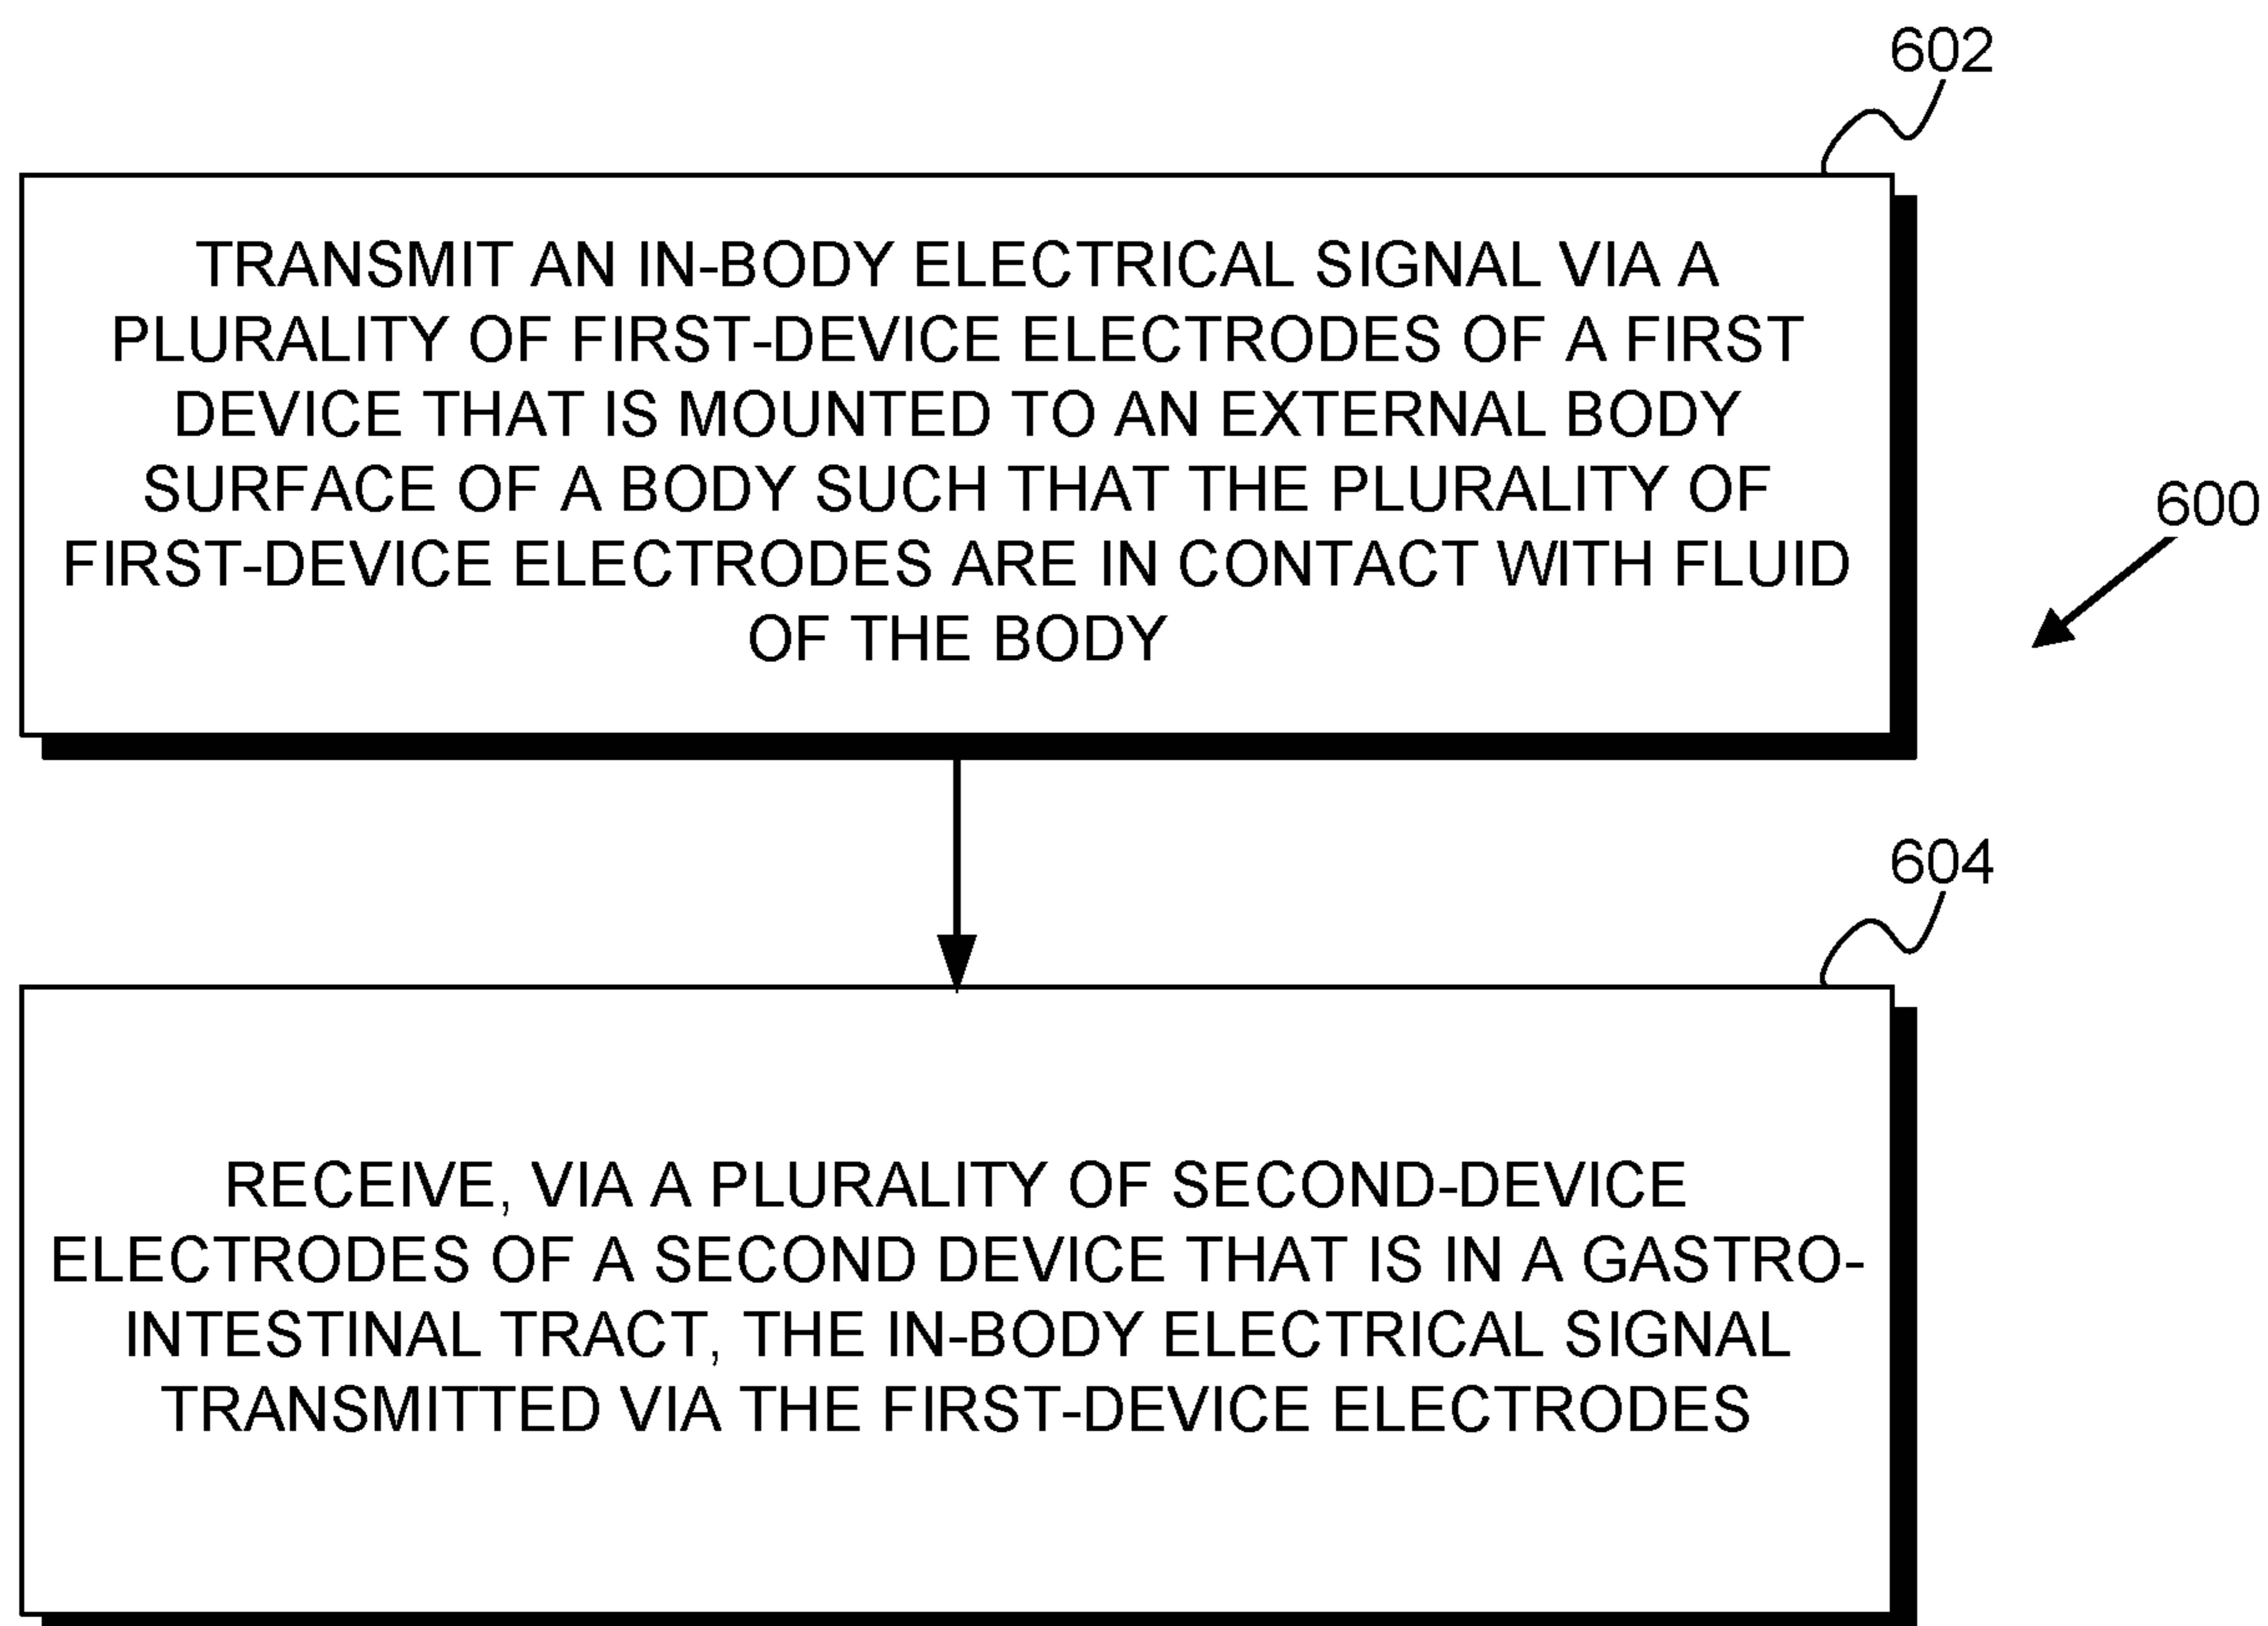 602
TRANSMIT AN IN-BODY ELECTRICAL SIGNAL VIA A
PLURALITY OF FIRST-DEVICE ELECTRODES OF A FIRST
DEVICE THAT IS MOUNTED TO AN EXTERNAL BODY
SURFACE OF A BODY SUCH THAT THE PLURALITY OF
FIRST-DEVICE ELECTRODES ARE IN CONTACT WITH FLUID
OF THE BODY
600
604
RECEIVE, VIA A PLURALITY OF SECOND-DEVICE
ELECTRODES OF A SECOND DEVICE THAT IS IN A GASTRO-
INTESTINAL TRACT, THE IN-BODY ELECTRICAL SIGNAL
TRANSMITTED VIA THE FIRST-DEVICE ELECTRODES